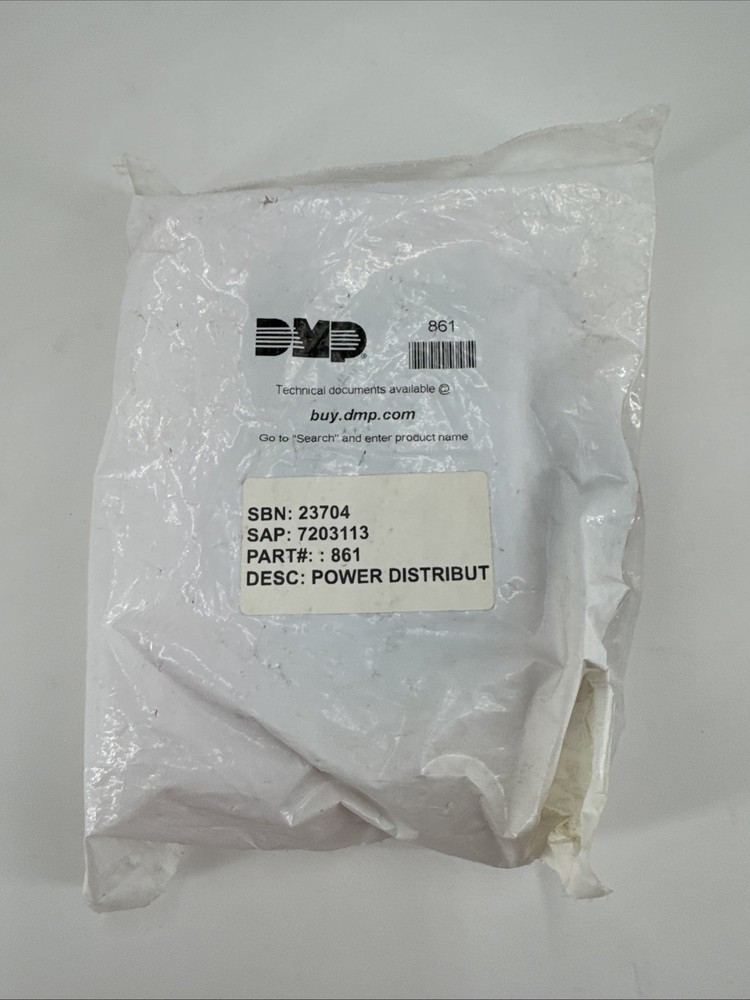 DMP®
861
Technical documents available @
buy.dmp.com
Go to "Search" and enter product name
SBN: 23704
SAP: 7203113
PART#: : 861
DESC: POWER DISTRIBUT